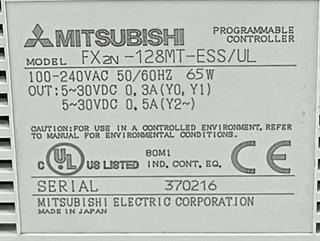 MITSUBISHI
PROGRAMMABLE
CONTROLLER
MODEL FX2N-128MT-ESS/UL
100-240VAC 50/60HZ 65W
OUT: 5~30VDC 0.3A(Y0, Y1)
5~30VDC 0.5A(Y2~)
CAUTION: FOR USE IN A CONTROLLED ENVIRONMENT. REFER
TO MANUAL FOR ENVIRONMENTAL CONDITIONS.
C UL US LISTED 80M1 IND. CONT. EQ. CE
SERIAL 370216
MITSUBISHI ELECTRIC CORPORATION
MADE IN JAPAN